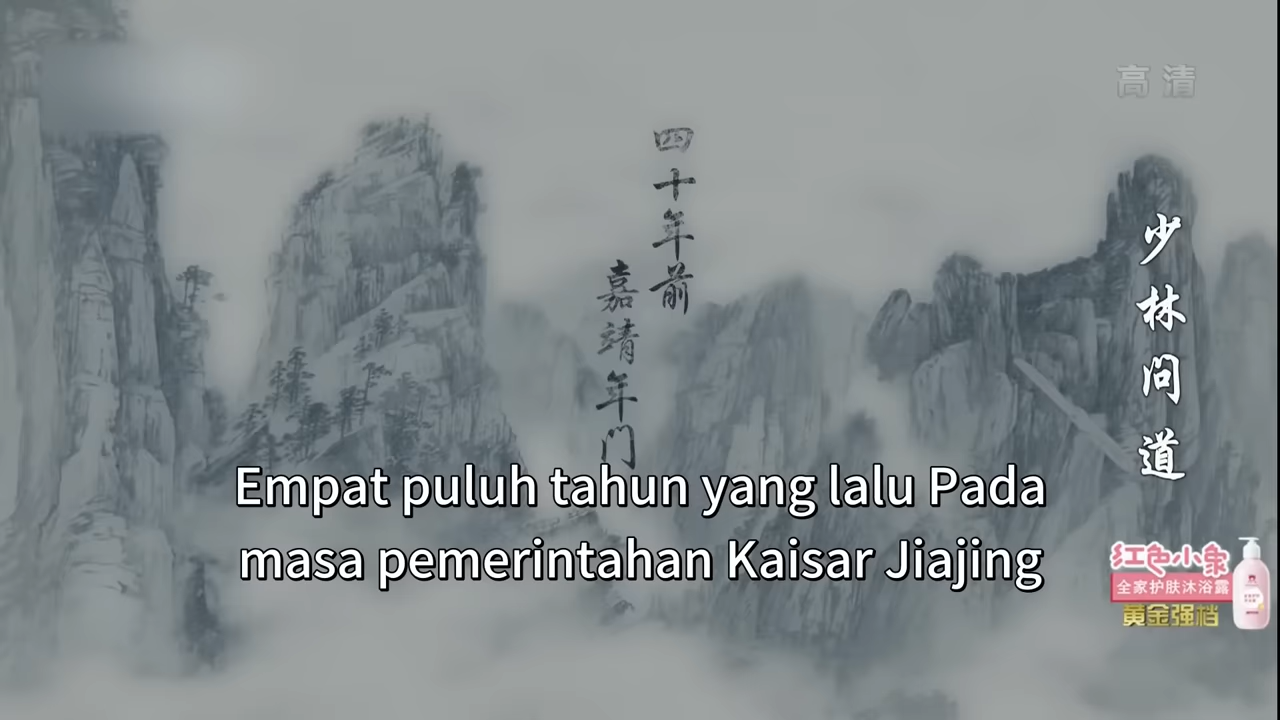 高清
四十年前
嘉靖年门
少林问道
Empat puluh tahun yang lalu Pada
masa pemerintahan Kaisar Jiajing
红色小象
全家护肤沐浴露
黄金强档